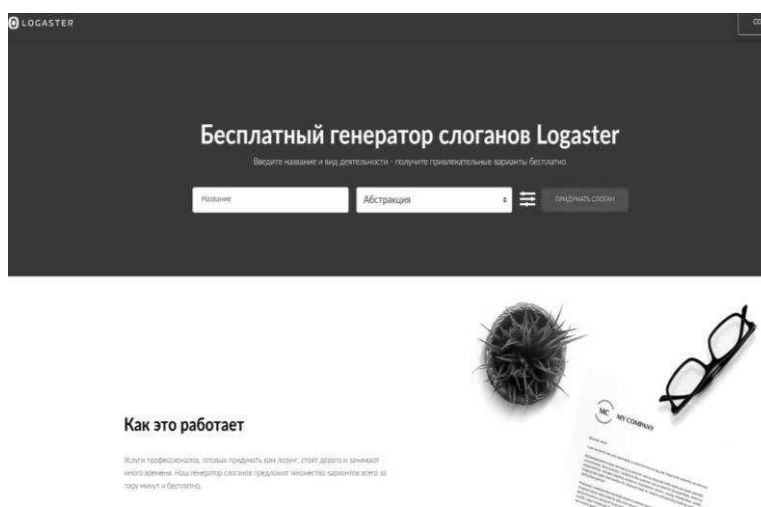 LOGASTER
СО
Бесплатный генератор слоганов Logaster
Введите название и вид деятельности - получите привлекательные варианты бесплатно
Название
Абстракция
ПРИДУМАТЬ СЛОГАН
Как это работает
Услуги профессионалов, готовых придумать вам лозунг, стоят дорого и занимают
много времени. Наш генератор слоганов предложит множество вариантов всего за
пару минут и бесплатно.
MC MY COMPANY